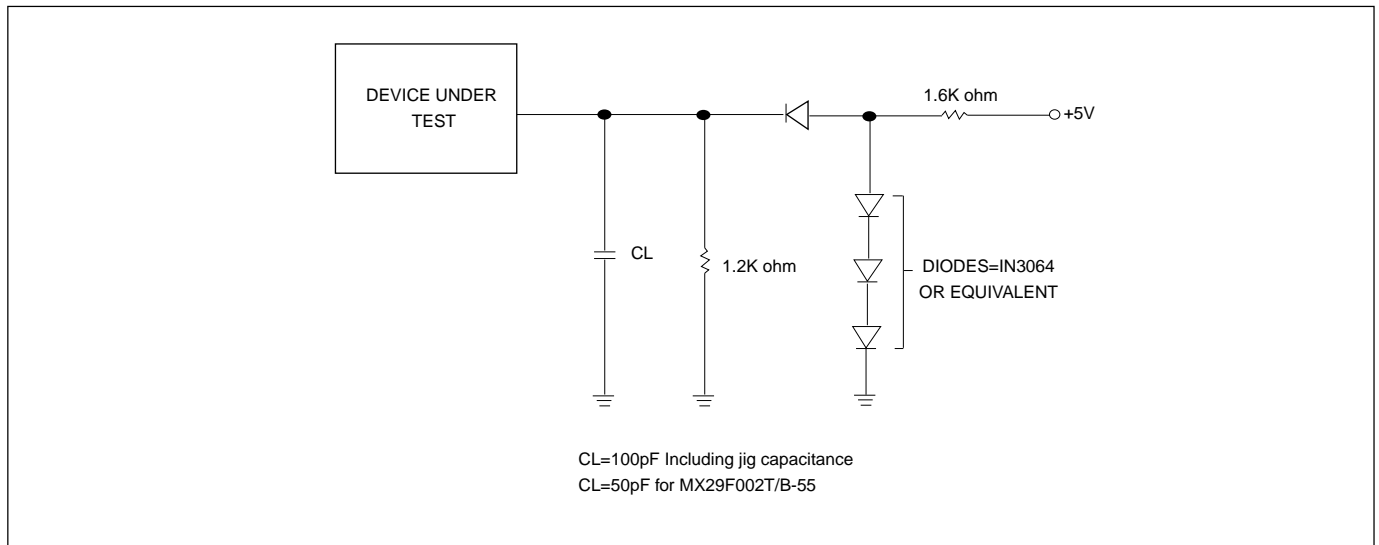 DEVICE UNDER
TEST
1.6K ohm
+5V
CL
1.2K ohm
DIODES=IN3064
OR EQUIVALENT
CL=100pF Including jig capacitance
CL=50pF for MX29F002T/B-55